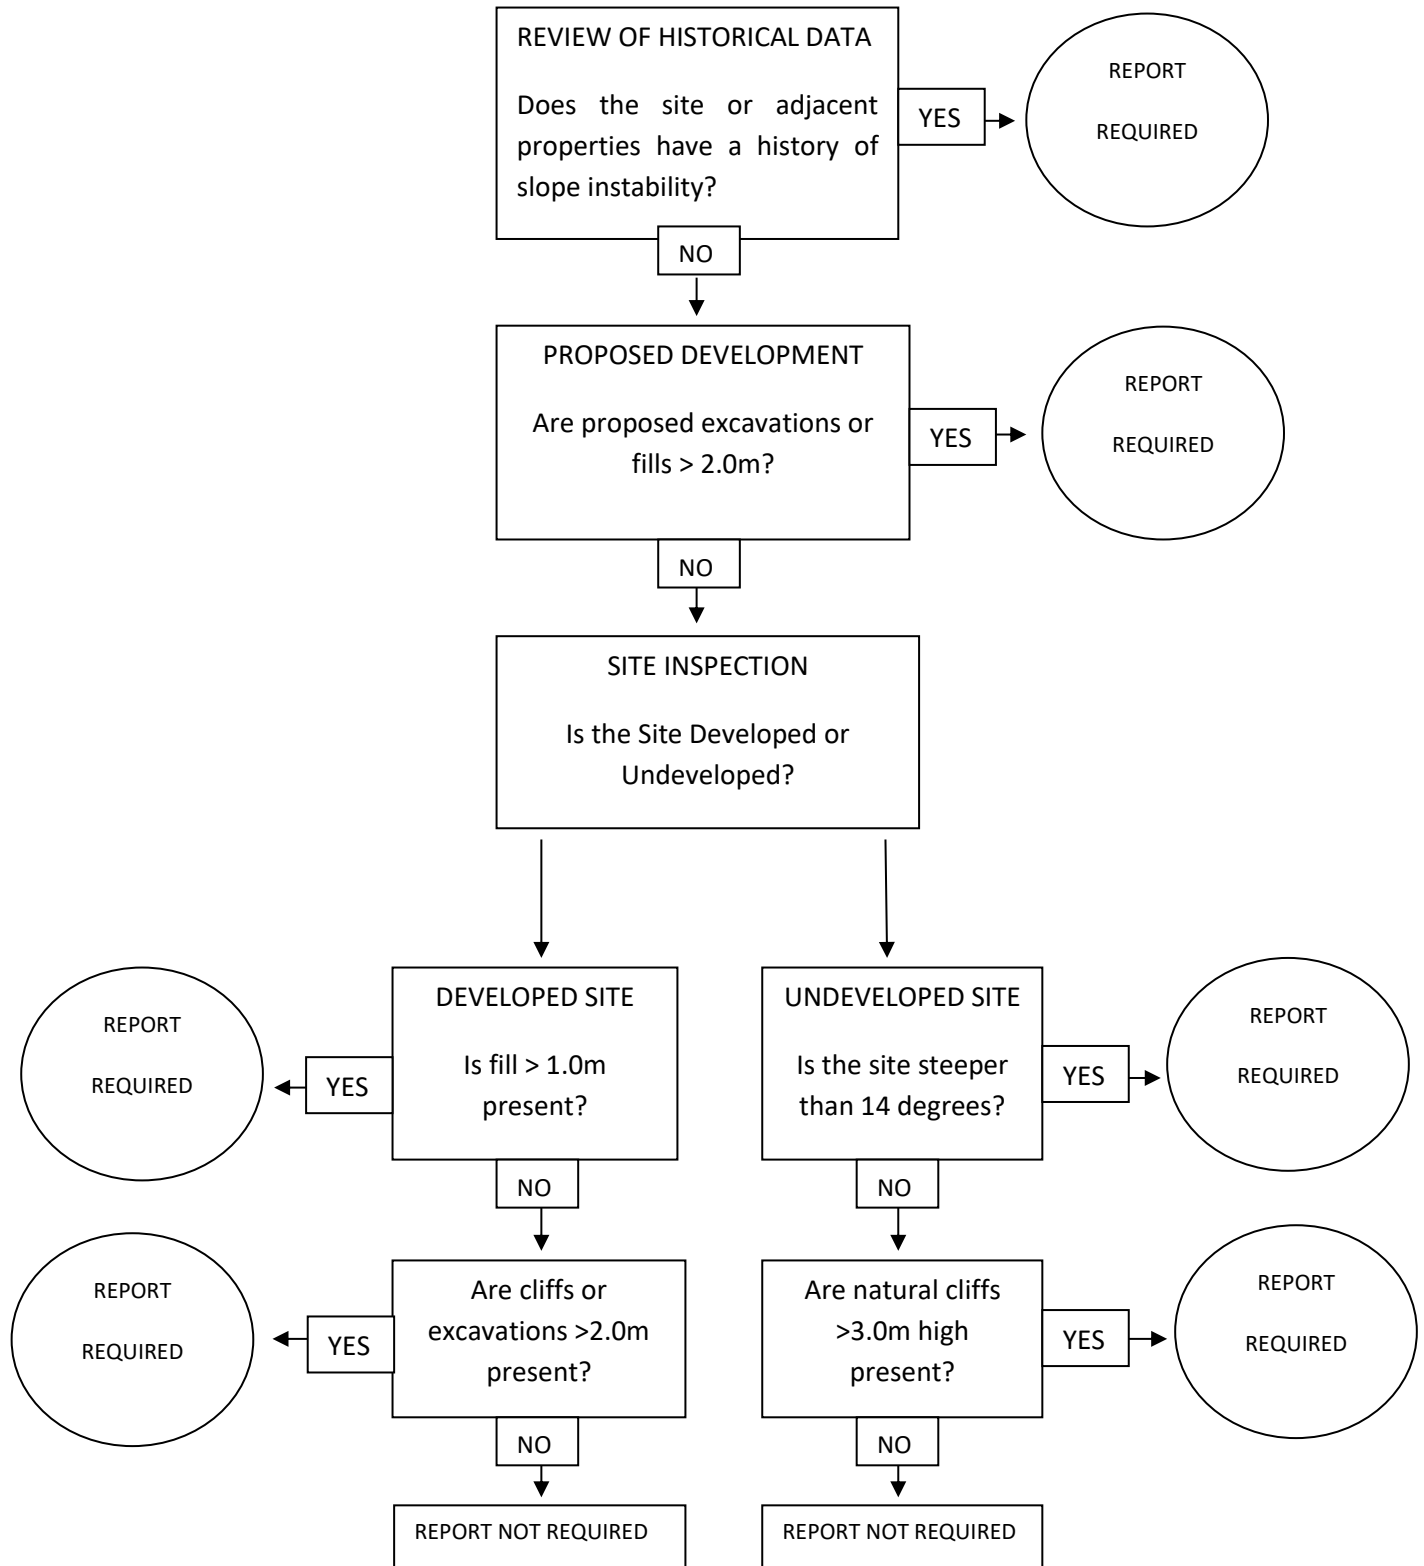 REVIEW OF HISTORICAL DATA
Does the site or adjacent
properties have a history of
slope instability?
YES
REPORT
REQUIRED
NO
PROPOSED DEVELOPMENT
Are proposed excavations or
fills > 2.0m?
YES
REPORT
REQUIRED
NO
SITE INSPECTION
Is the Site Developed or
Undeveloped?
DEVELOPED SITE
Is fill > 1.0m
present?
YES
REPORT
REQUIRED
NO
Are cliffs or
excavations >2.0m
present?
YES
REPORT
REQUIRED
NO
REPORT NOT REQUIRED
UNDEVELOPED SITE
Is the site steeper
than 14 degrees?
YES
REPORT
REQUIRED
NO
Are natural cliffs
>3.0m high
present?
YES
REPORT
REQUIRED
NO
REPORT NOT REQUIRED